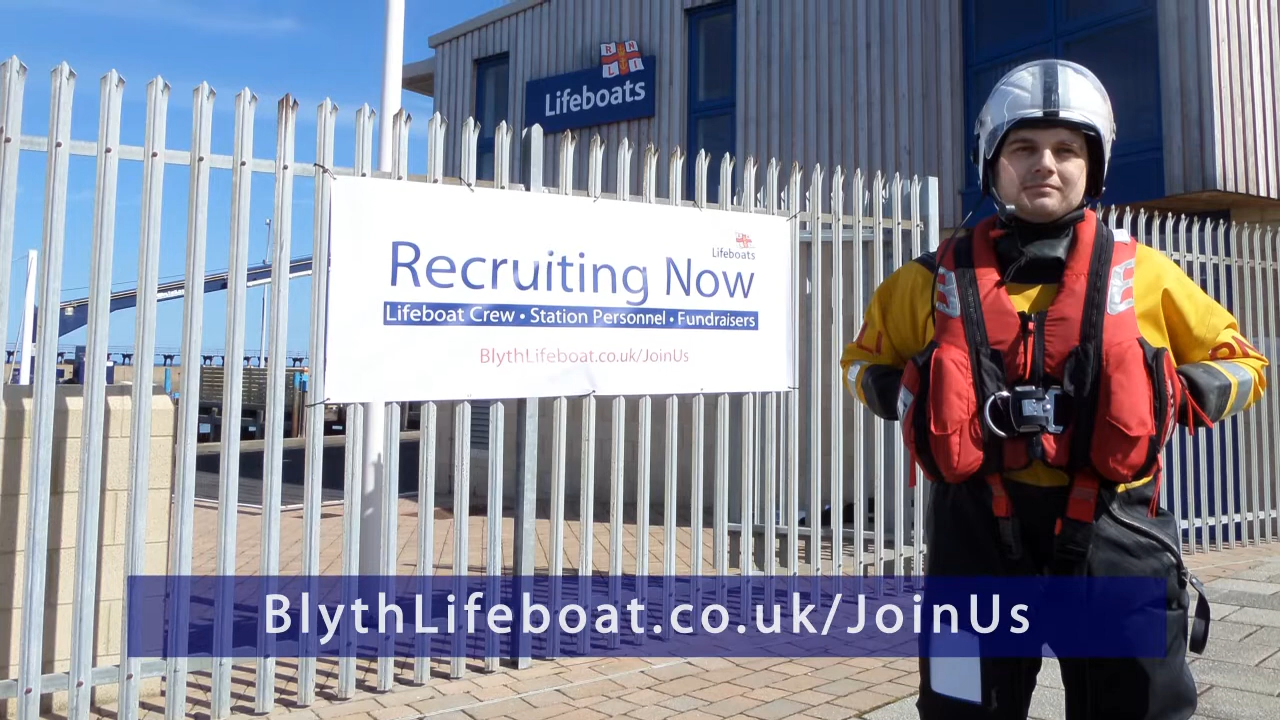 RNLI
Lifeboats
Lifeboats
Recruiting Now
Lifeboat Crew • Station Personnel • Fundraisers
BlythLifeboat.co.uk/JoinUs
BlythLifeboat.co.uk/JoinUs